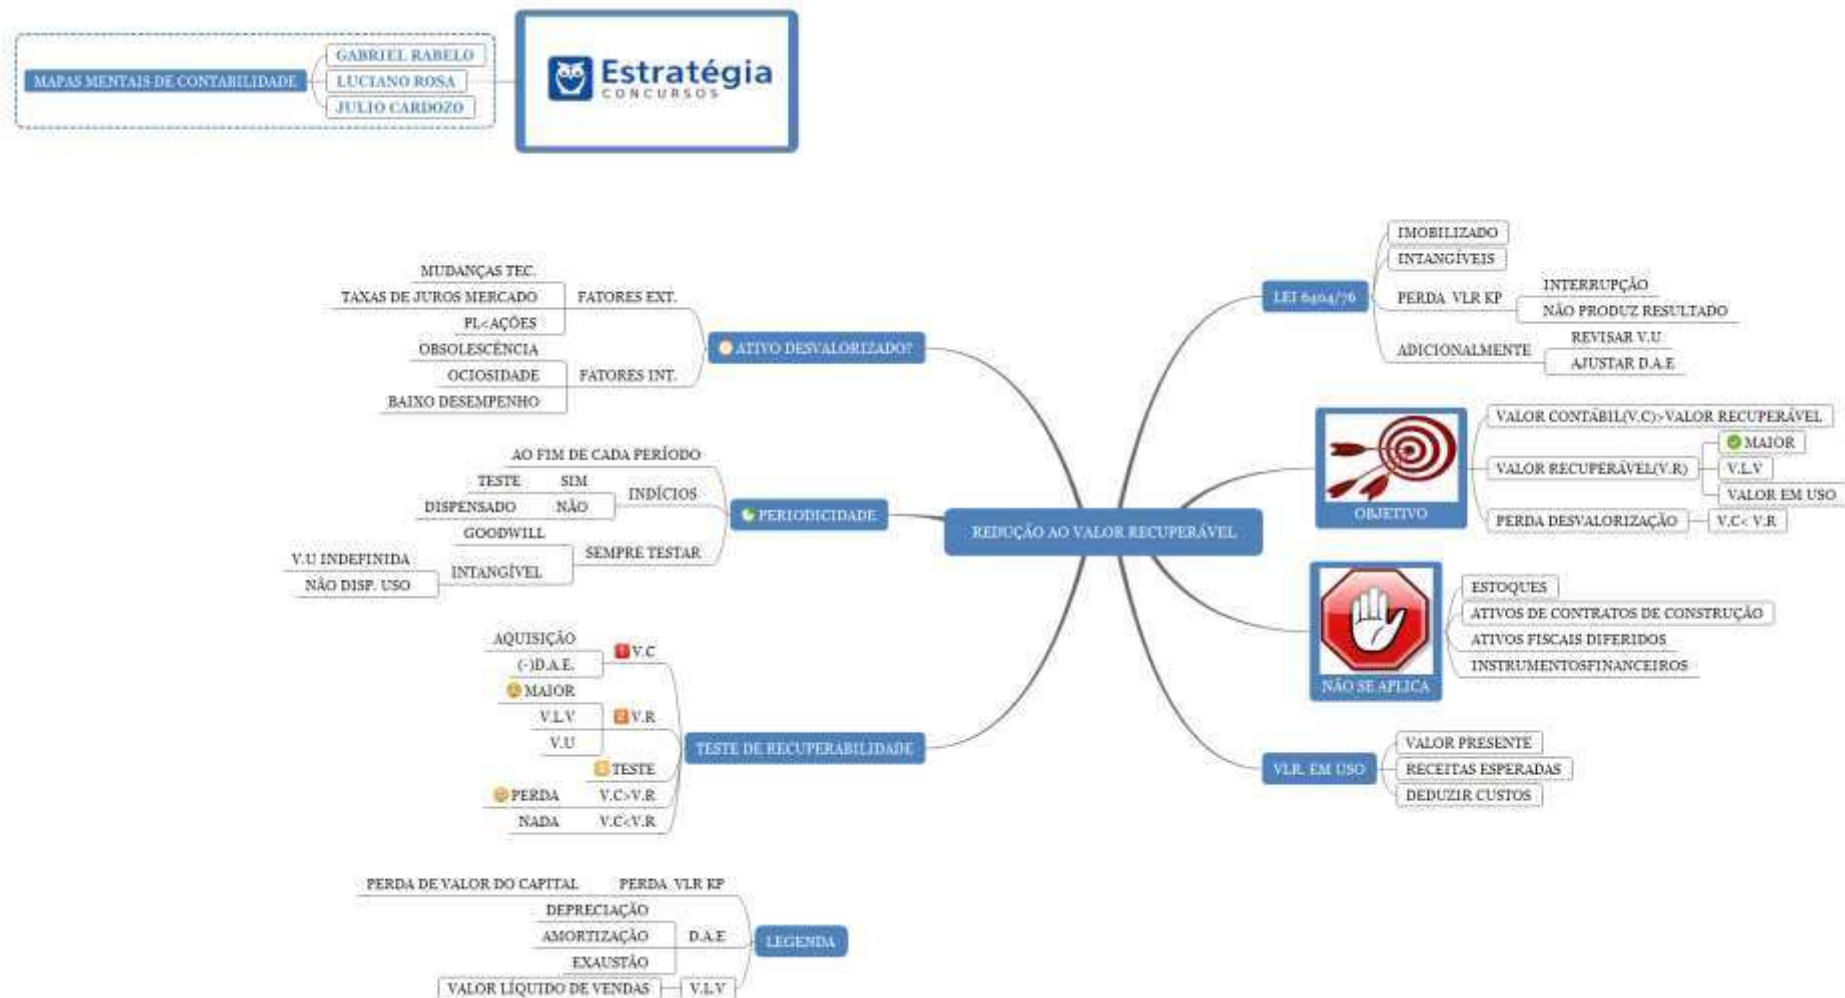 MAPAS MENTAIS DE CONTABILIDADE
GABRIEL RABELO
LUCIANO ROSA
JULIO CARDOZO
Estratégia
CONCURSOS
REDUÇÃO AO VALOR RECUPERÁVEL
LEI 6404/76
IMOBILIZADO
INTANGÍVEIS
PERDA VLR KP
INTERRUPÇÃO
NÃO PRODUZ RESULTADO
ADICIONALMENTE
REVISAR V.U
AJUSTAR D.A.E
OBJETIVO
VALOR CONTÁBIL(V.C)>VALOR RECUPERÁVEL
VALOR RECUPERÁVEL(V.R)
MAIOR
V.L.V
VALOR EM USO
PERDA DESVALORIZAÇÃO
V.C< V.R
NÃO SE APLICA
ESTOQUES
ATIVOS DE CONTRATOS DE CONSTRUÇÃO
ATIVOS FISCAIS DIFERIDOS
INSTRUMENTOSFINANCEIROS
VLR. EM USO
VALOR PRESENTE
RECEITAS ESPERADAS
DEDUZIR CUSTOS
ATIVO DESVALORIZADO?
FATORES EXT.
MUDANÇAS TEC.
TAXAS DE JUROS MERCADO
PL<AÇÕES
FATORES INT.
OBSOLESCÊNCIA
OCIOSIDADE
BAIXO DESEMPENHO
PERIODICIDADE
AO FIM DE CADA PERÍODO
INDÍCIOS
SIM
TESTE
NÃO
DISPENSADO
SEMPRE TESTAR
GOODWILL
INTANGÍVEL
V.U INDEFINIDA
NÃO DISP. USO
TESTE DE RECUPERABILIDADE
1 V.C
AQUISIÇÃO
(-)D.A.E.
2 V.R
MAIOR
V.L.V
V.U
3 TESTE
V.C>V.R
PERDA
V.C<V.R
NADA
LEGENDA
PERDA VLR KP
PERDA DE VALOR DO CAPITAL
D.A.E
DEPRECIAÇÃO
AMORTIZAÇÃO
EXAUSTÃO
V.L.V
VALOR LÍQUIDO DE VENDAS